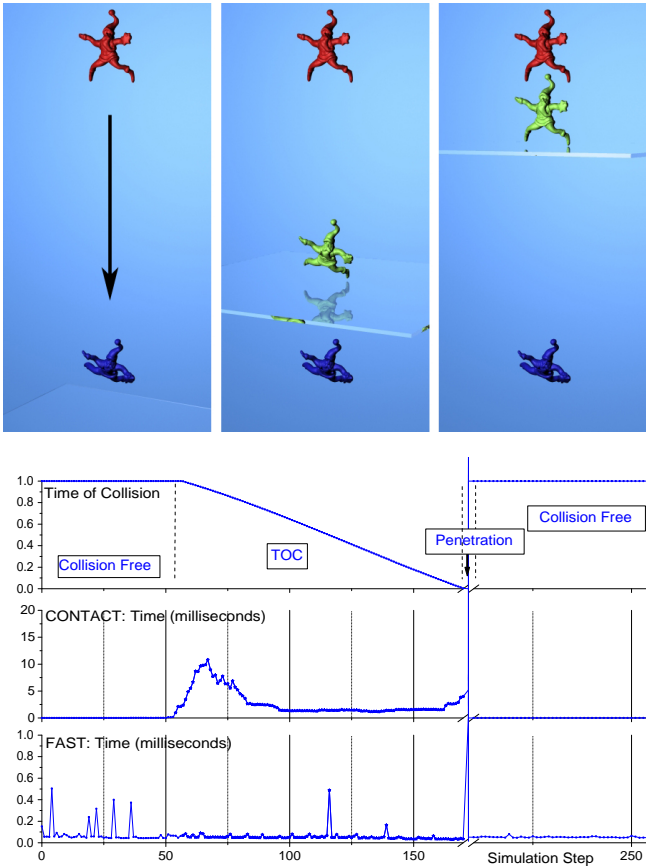 1.0
Time of Collision
0.8
0.6
Collision Free
Penetration
0.4
TOC
Collision Free
0.2
0.0
20
CONTACT: Time (milliseconds)
15
10
5
0
1.0
FAST: Time (milliseconds)
0.8
0.6
0.4
0.2
0.0
0 50 100 150 250
Simulation Step